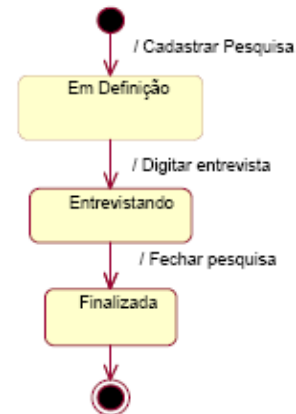 / Cadastrar Pesquisa
Em Definição
/ Digitar entrevista
Entrevistando
/ Fechar pesquisa
Finalizada